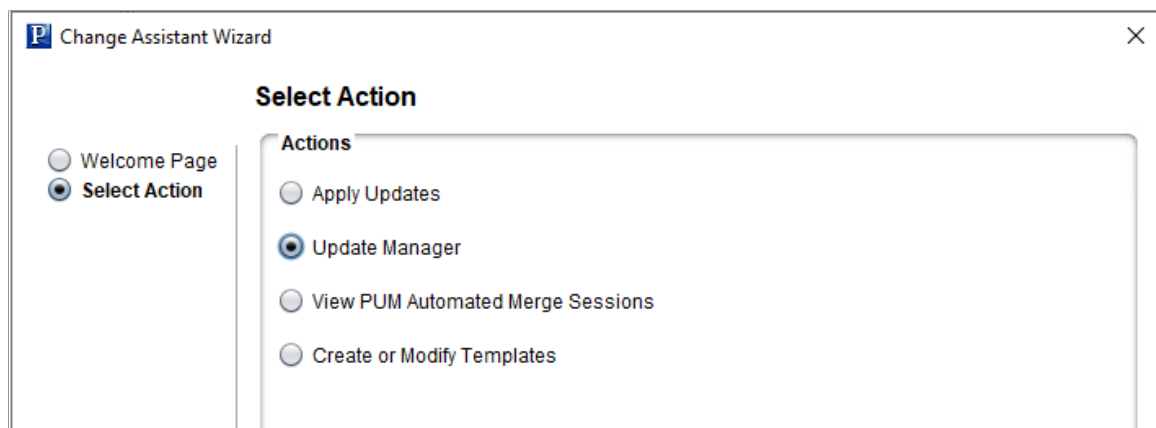 Change Assistant Wizard
Select Action
Welcome Page
Select Action
Actions
Apply Updates
Update Manager
View PUM Automated Merge Sessions
Create or Modify Templates